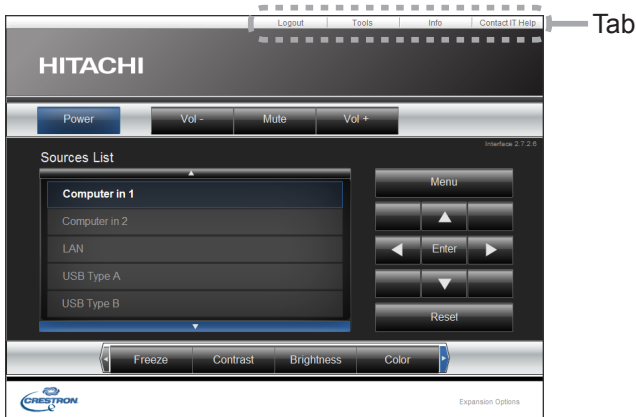 Logout Tools Info Contact IT Help
Tab
HITACHI
Power Vol - Mute Vol +
Interface 2.7.2.6
Sources List
Computer in 1
Computer in 2
LAN
USB Type A
USB Type B
Menu
Enter
Reset
Freeze Contrast Brightness Color
CRESTRON
Expansion Options